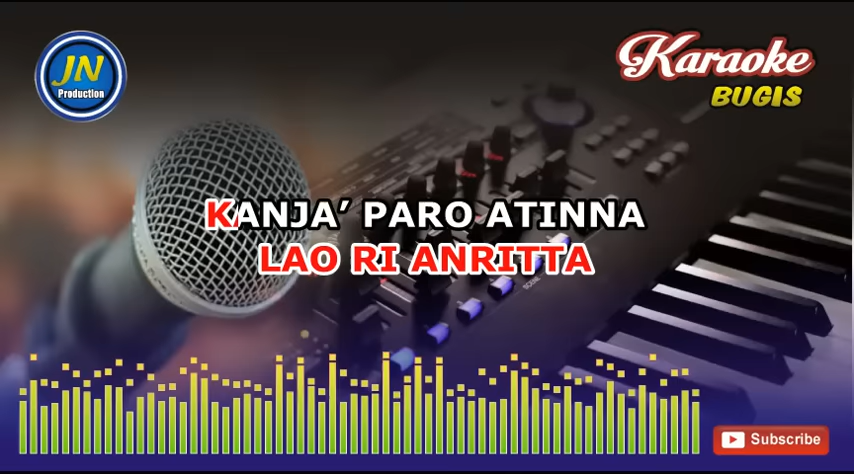 JN
Production
Karaoke
BUGIS
KANJA’ PARO ATINNA
LAO RI ANRITTA
Subscribe